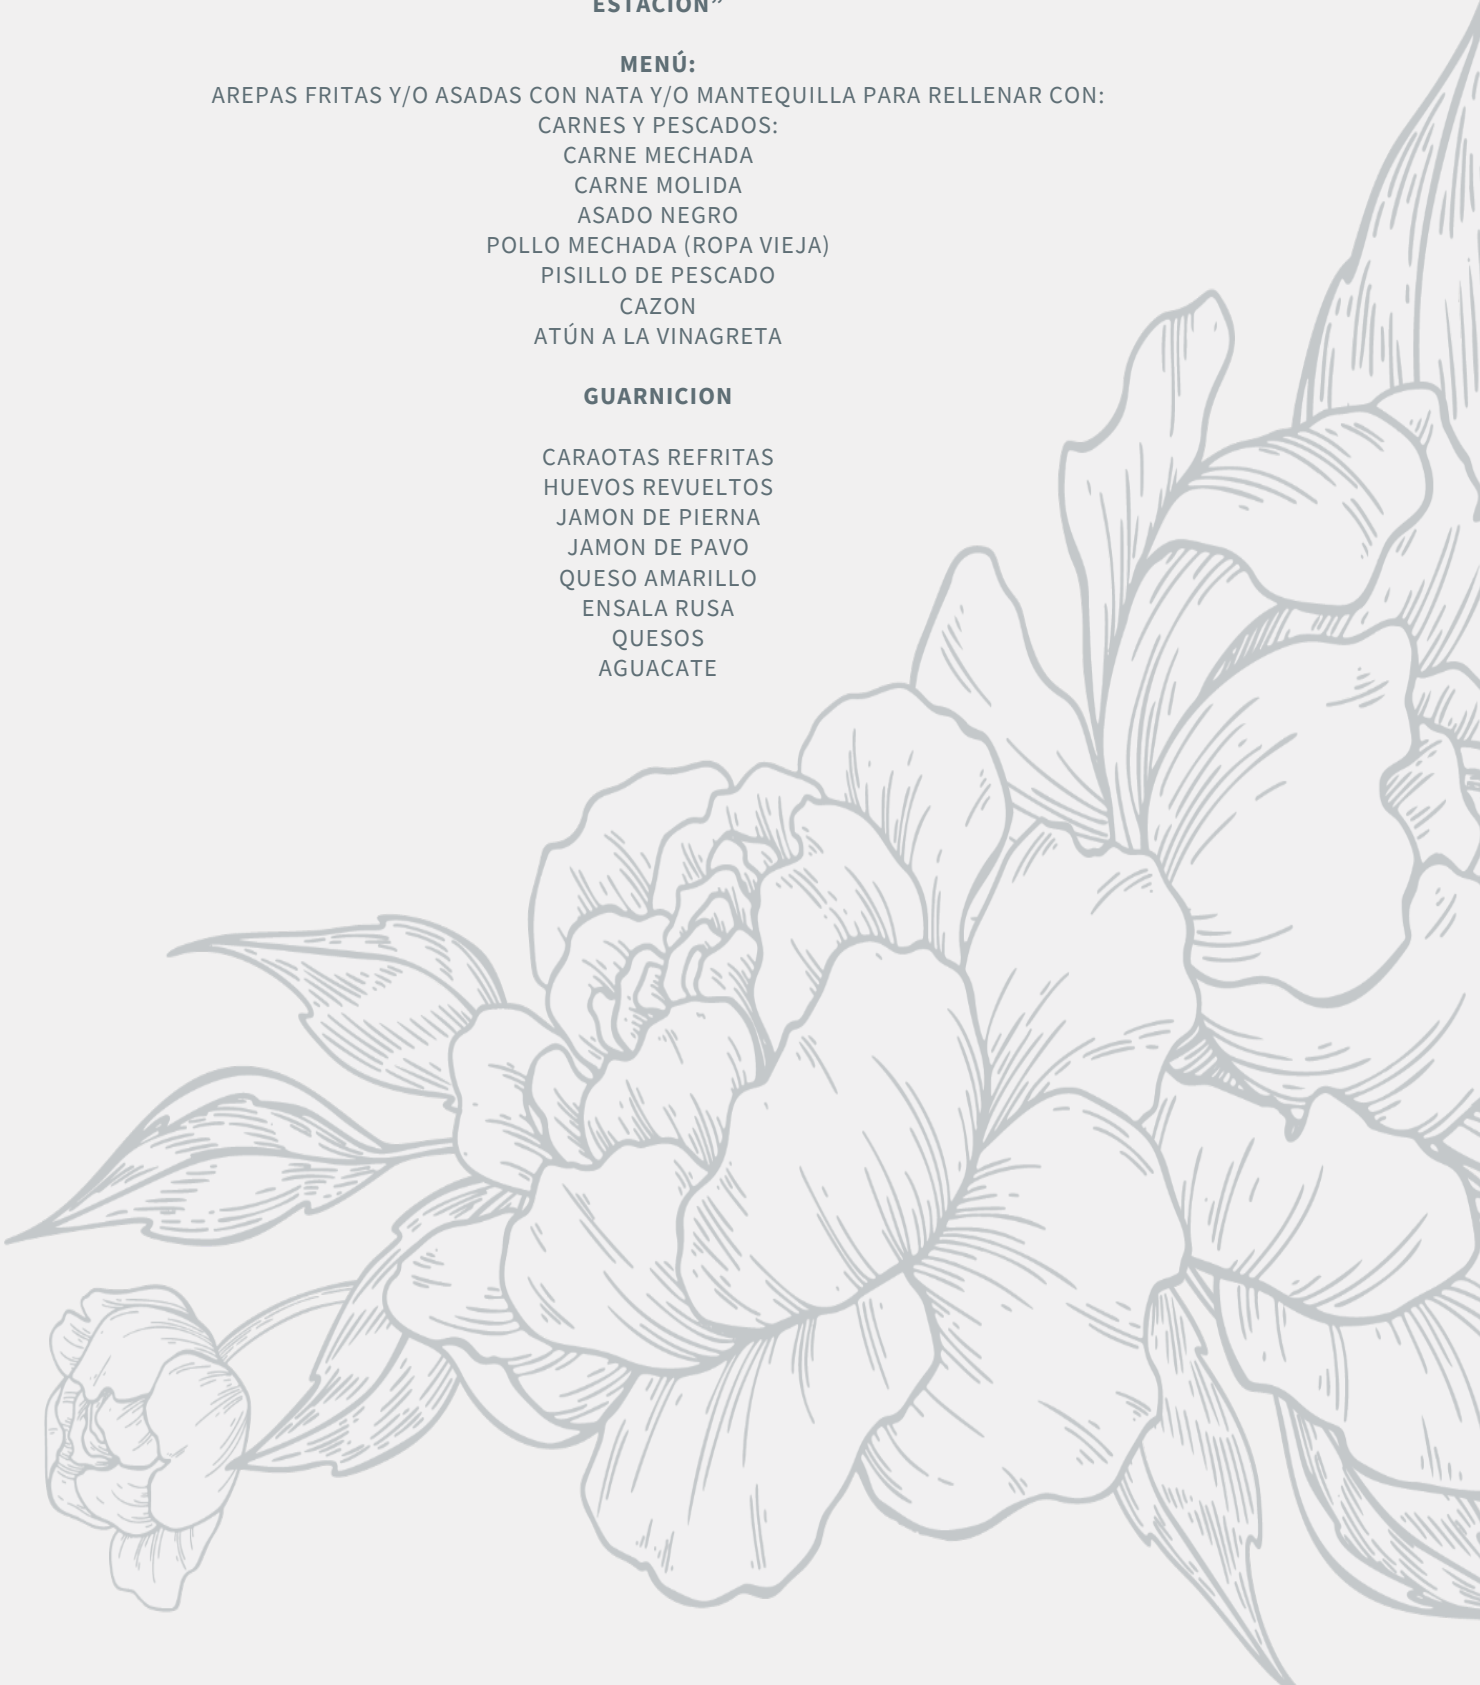 ESTACIÓN”
MENÚ:
AREPAS FRITAS Y/O ASADAS CON NATA Y/O MANTEQUILLA PARA RELLENAR CON:
CARNES Y PESCADOS:
CARNE MECHADA
CARNE MOLIDA
ASADO NEGRO
POLLO MECHADA (ROPA VIEJA)
PISILLO DE PESCADO
CAZON
ATÚN A LA VINAGRETA
GUARNICION
CARAOTAS REFRITAS
HUEVOS REVUELTOS
JAMON DE PIERNA
JAMON DE PAVO
QUESO AMARILLO
ENSALA RUSA
QUESOS
AGUACATE